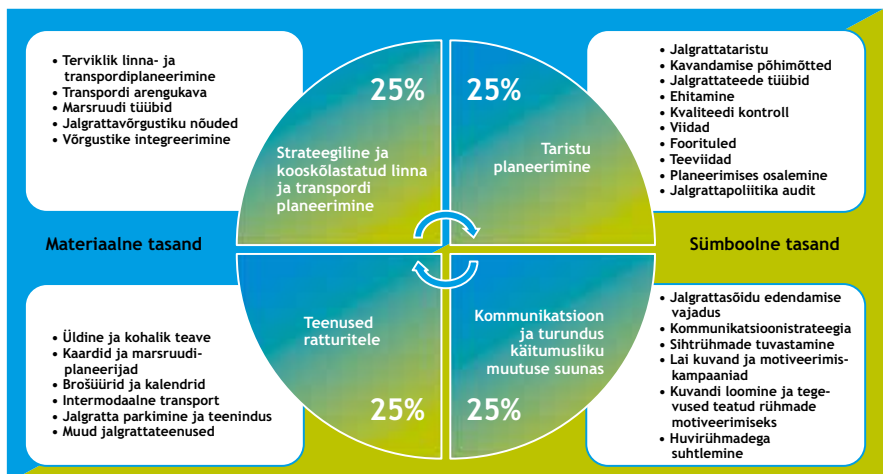 • Terviklik linna- ja
transpordiplaneerimine
• Transpordi arengukava
• Marsruudi tüübid
• Jalgrattavõrgustiku nõuded
• Võrgustike integreerimine
25%
Strateegiline ja
kooskõlastatud linna
ja transpordi
planeerimine
25%
Taristu
planeerimine
• Jalgrattataristu
• Kavandamise põhimõtted
• Jalgrattateede tüübid
• Ehitamine
• Kvaliteedi kontroll
• Viidad
• Foorituled
• Teeviidad
• Planeerimises osalemine
• Jalgrattapoliitika audit
Materiaalne tasand
Sümboolne tasand
• Üldine ja kohalik teave
• Kaardid ja marsruudi-
planeerijad
• Brošüürid ja kalendrid
• Intermodaalne transport
• Jalgratta parkimine ja teenindus
• Muud jalgrattateenused
Teenused
ratturitele
25%
Kommunikatsioon
ja turundus
käitumusliku
muutuse suunas
25%
• Jalgrattasõidu edendamise
vajadus
• Kommunikatsioonistrateegia
• Sihtrühmade tuvastamine
• Lai kuvand ja motiveerimis-
kampaaniad
• Kuvandi loomine ja tege-
vused teatud rühmade
motiveerimiseks
• Huvirühmadega
suhtlemine